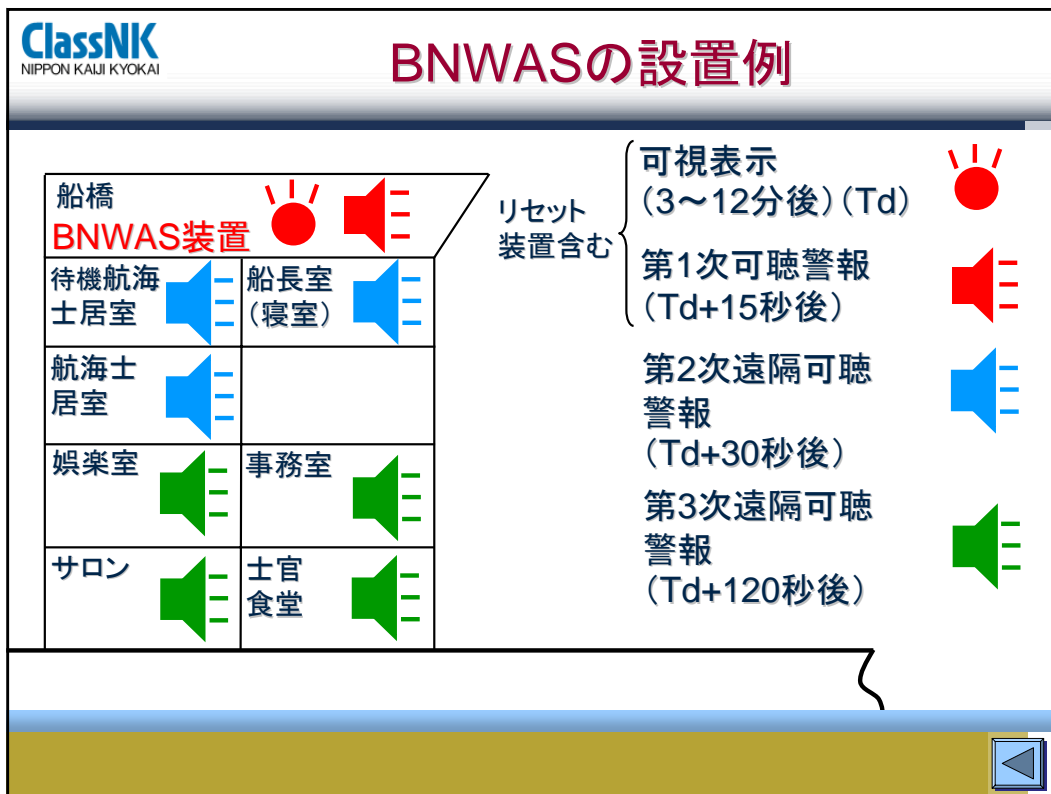 ClassNK
NIPPON KAIJI KYOKAI
BNWASの設置例
船橋
BNWAS装置
待機航海
士居室
船長室
(寝室)
航海士
居室
娯楽室
事務室
サロン
士官
食堂
リセット
装置含む
可視表示
(3~12分後)(Td)
第1次可聴警報
(Td+15秒後)
第2次遠隔可聴
警報
(Td+30秒後)
第3次遠隔可聴
警報
(Td+120秒後)